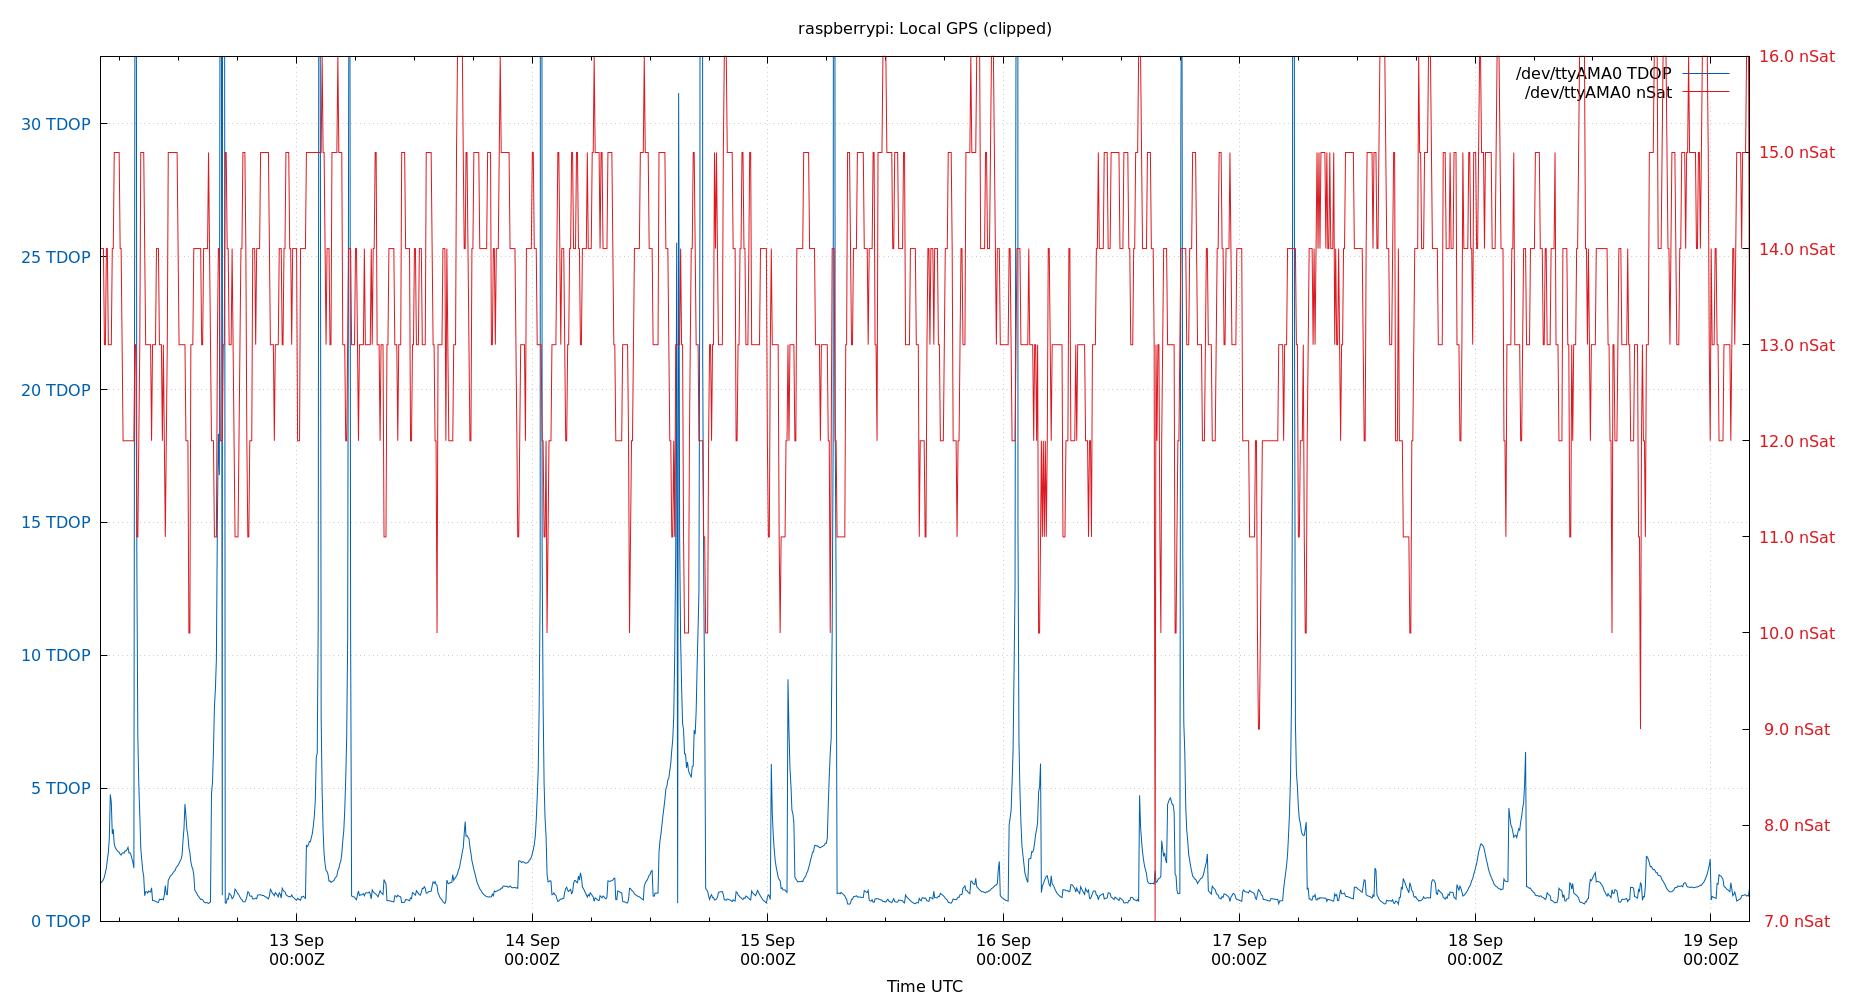 raspberrypi: Local GPS (clipped)
/dev/ttyAMA0 TDOP
/dev/ttyAMA0 nSat
30 TDOP
25 TDOP
20 TDOP
15 TDOP
10 TDOP
5 TDOP
0 TDOP
16.0 nSat
15.0 nSat
14.0 nSat
13.0 nSat
12.0 nSat
11.0 nSat
10.0 nSat
9.0 nSat
8.0 nSat
7.0 nSat
13 Sep
00:00Z
14 Sep
00:00Z
15 Sep
00:00Z
16 Sep
00:00Z
17 Sep
00:00Z
18 Sep
00:00Z
19 Sep
00:00Z
Time UTC